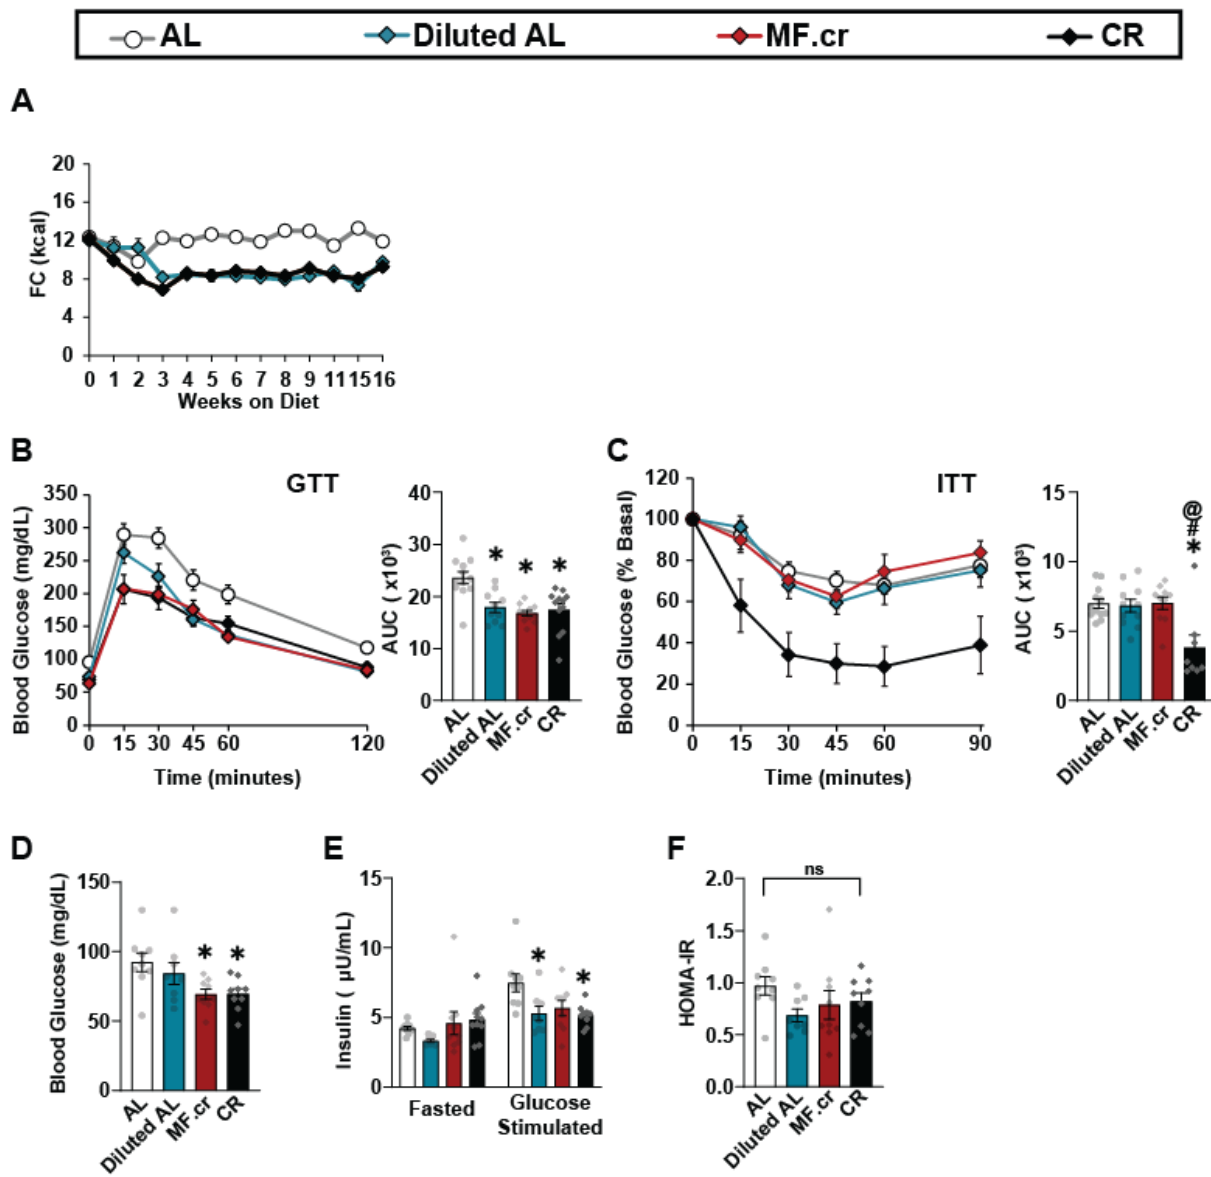 AL Diluted AL MF.cr CR
A
FC (kcal)
20
16
12
8
4
0
0 1 2 3 4 5 6 7 8 9 11 15 16
Weeks on Diet
B
GTT
Blood Glucose (mg/dL)
350
300
250
200
150
100
50
0
0 15 30 45 60 120
Time (minutes)
AUC ( x10³)
40
30
20
10
0
* * *
AL Diluted AL MF.cr CR
C
ITT
Blood Glucose (% Basal)
120
100
80
60
40
20
0
0 15 30 45 60 90
Time (minutes)
AUC ( x10³)
15
10
5
0
@
#
*
AL Diluted AL MF.cr CR
D
Blood Glucose (mg/dL)
150
100
50
0
* *
AL Diluted AL MF.cr CR
E
Insulin ( µU/mL)
15
10
5
0
* *
Fasted
Glucose
Stimulated
F
HOMA-IR
2.0
1.5
1.0
0.5
0.0
ns
AL Diluted AL MF.cr CR